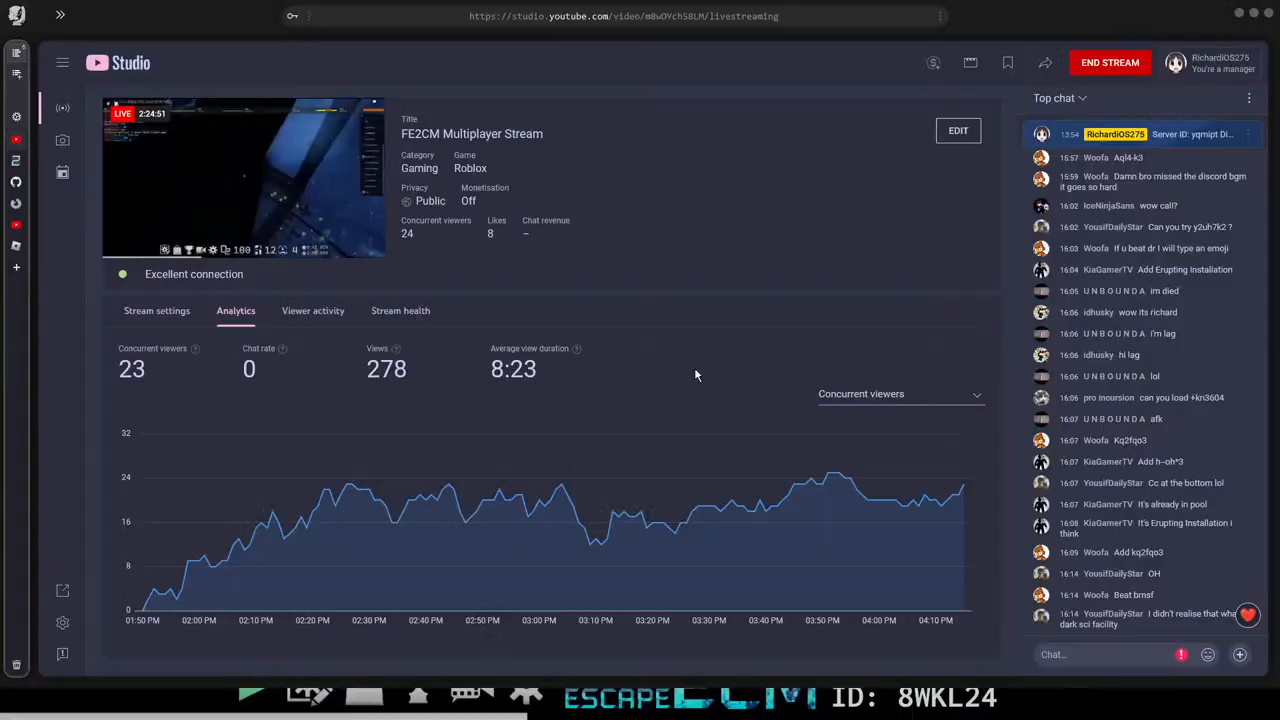 https://studio.youtube.com/video/m8wDYch58LM/livestreaming
Studio
END STREAM
RichardiOS275
You're a manager
LIVE 2:24:51
100 12 4
Title
FE2CM Multiplayer Stream
EDIT
Category Game
Gaming Roblox
Privacy Monetisation
Public Off
Concurrent viewers Likes Chat revenue
24 8 –
Excellent connection
Stream settings Analytics Viewer activity Stream health
Concurrent viewers Chat rate Views Average view duration
23 0 278 8:23
Concurrent viewers
32
24
16
8
0
01:50 PM 02:00 PM 02:10 PM 02:20 PM 02:30 PM 02:40 PM 02:50 PM 03:00 PM 03:10 PM 03:20 PM 03:30 PM 03:40 PM 03:50 PM 04:00 PM 04:10 PM
Top chat
13:54 RichardiOS275 Server ID: yqmipt Di...
15:57 Woofa Aql4-k3
15:59 Woofa Damn bro missed the discord bgm
it goes so hard
16:02 IceNinjaSans wow call?
16:02 YousifDailyStar Can you try y2uh7k2 ?
16:03 Woofa If u beat dr I will type an emoji
16:04 KiaGamerTV Add Erupting Installation
16:05 U N B O U N D A im died
16:06 idhusky wow its richard
16:06 U N B O U N D A i'm lag
16:06 idhusky hi lag
16:06 U N B O U N D A lol
16:06 pro incursion can you load +kn3604
16:07 U N B O U N D A afk
16:07 Woofa Kq2fqo3
16:07 KiaGamerTV Add h--oh*3
16:07 YousifDailyStar Cc at the bottom lol
16:07 KiaGamerTV It's already in pool
16:08 KiaGamerTV It's Erupting Installation i
think
16:09 Woofa Add kq2fqo3
16:14 YousifDailyStar OH
16:14 Woofa Beat bmsf
16:14 YousifDailyStar I didn't realise that wha
dark sci facility
Chat...
ESCAPE ECM ID: 8WKL24